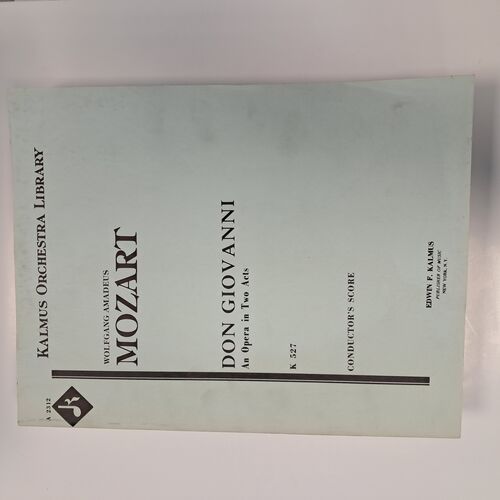 A 2312
KALMUS ORCHESTRA LIBRARY
WOLFGANG AMADEUS
MOZART
DON GIOVANNI
An Opera in Two Acts
K 527
CONDUCTOR'S SCORE
EDWIN F. KALMUS
PUBLISHER OF MUSIC
NEW YORK, N.Y.